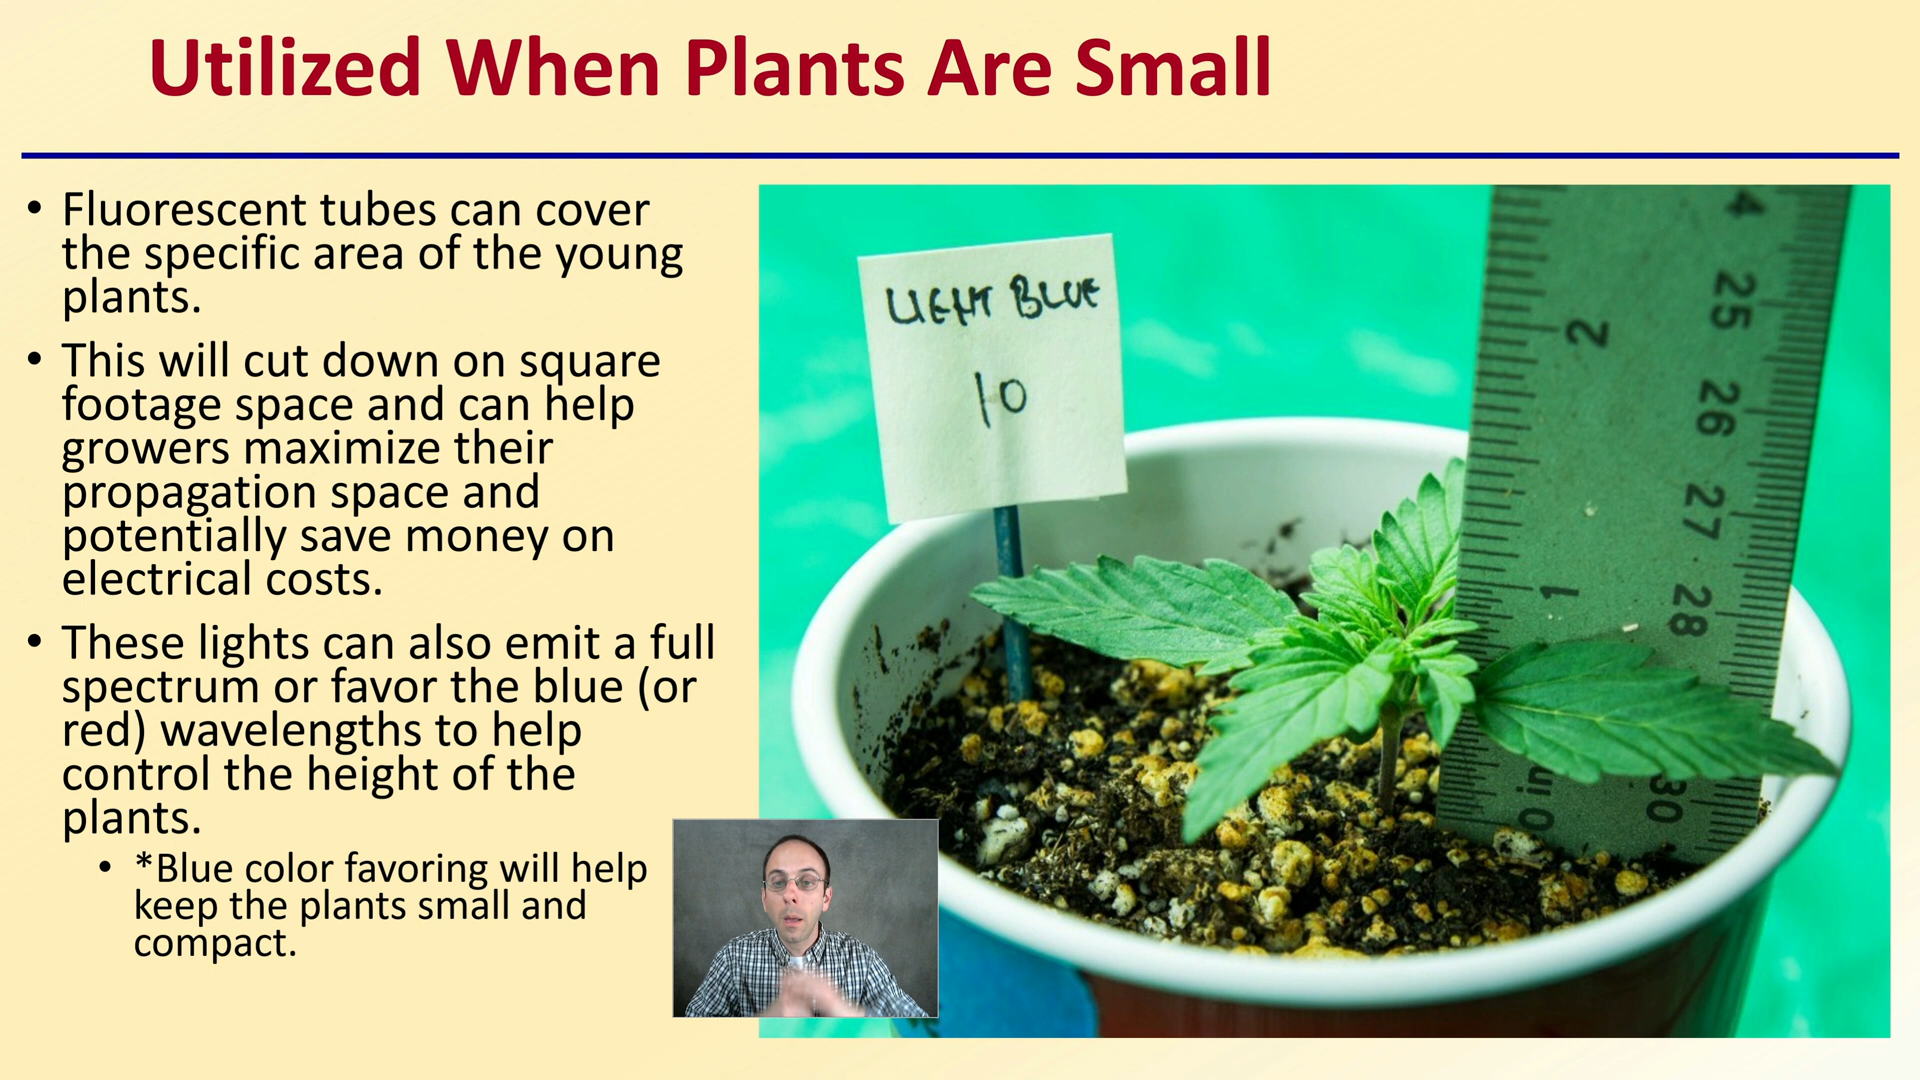 Utilized When Plants Are Small
• Fluorescent tubes can cover
the specific area of the young
plants.
• This will cut down on square
footage space and can help
growers maximize their
propagation space and
potentially save money on
electrical costs.
• These lights can also emit a full
spectrum or favor the blue (or
red) wavelengths to help
control the height of the
plants.
• *Blue color favoring will help
keep the plants small and
compact.
LIGHT BLUE
10
4
25
2
26
27
1
28
30
0 in